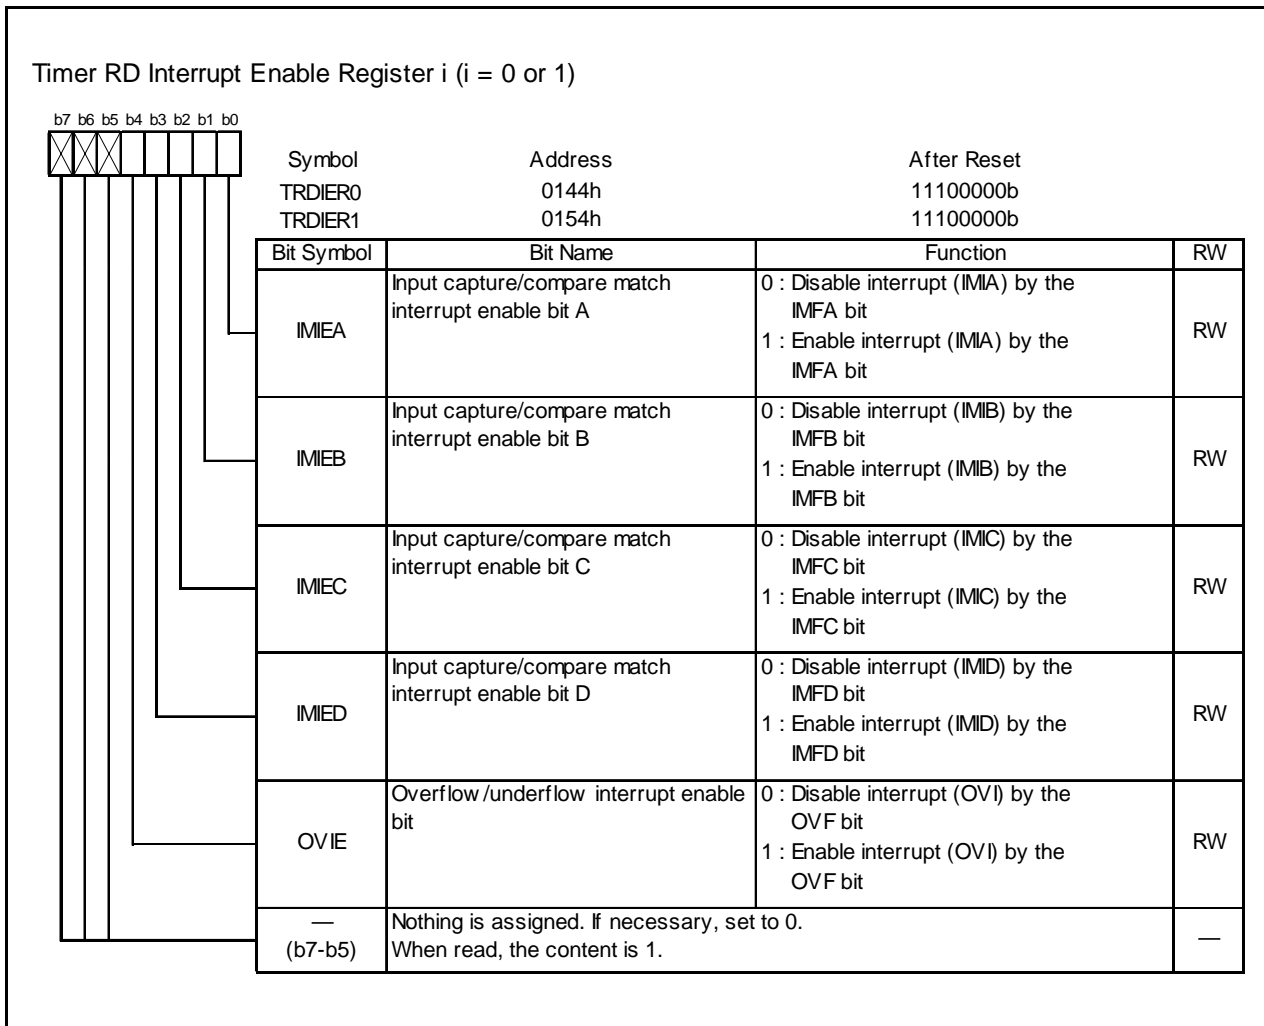 Timer RD Interrupt Enable Register i (i = 0 or 1)
b7 b6 b5 b4 b3 b2 b1 b0
Symbol Address After Reset
TRDIER0 0144h 11100000b
TRDIER1 0154h 11100000b
Bit Symbol Bit Name Function RW
IMIEA
Input capture/compare match
interrupt enable bit A
0 : Disable interrupt (IMIA) by the
IMFA bit
1 : Enable interrupt (IMIA) by the
IMFA bit
RW
IMIEB
Input capture/compare match
interrupt enable bit B
0 : Disable interrupt (IMIB) by the
IMFB bit
1 : Enable interrupt (IMIB) by the
IMFB bit
RW
IMIEC
Input capture/compare match
interrupt enable bit C
0 : Disable interrupt (IMIC) by the
IMFC bit
1 : Enable interrupt (IMIC) by the
IMFC bit
RW
IMIED
Input capture/compare match
interrupt enable bit D
0 : Disable interrupt (IMID) by the
IMFD bit
1 : Enable interrupt (IMID) by the
IMFD bit
RW
OVIE
Overflow/underflow interrupt enable
bit
0 : Disable interrupt (OVI) by the
OVF bit
1 : Enable interrupt (OVI) by the
OVF bit
RW
—
(b7-b5)
Nothing is assigned. If necessary, set to 0.
When read, the content is 1.
—